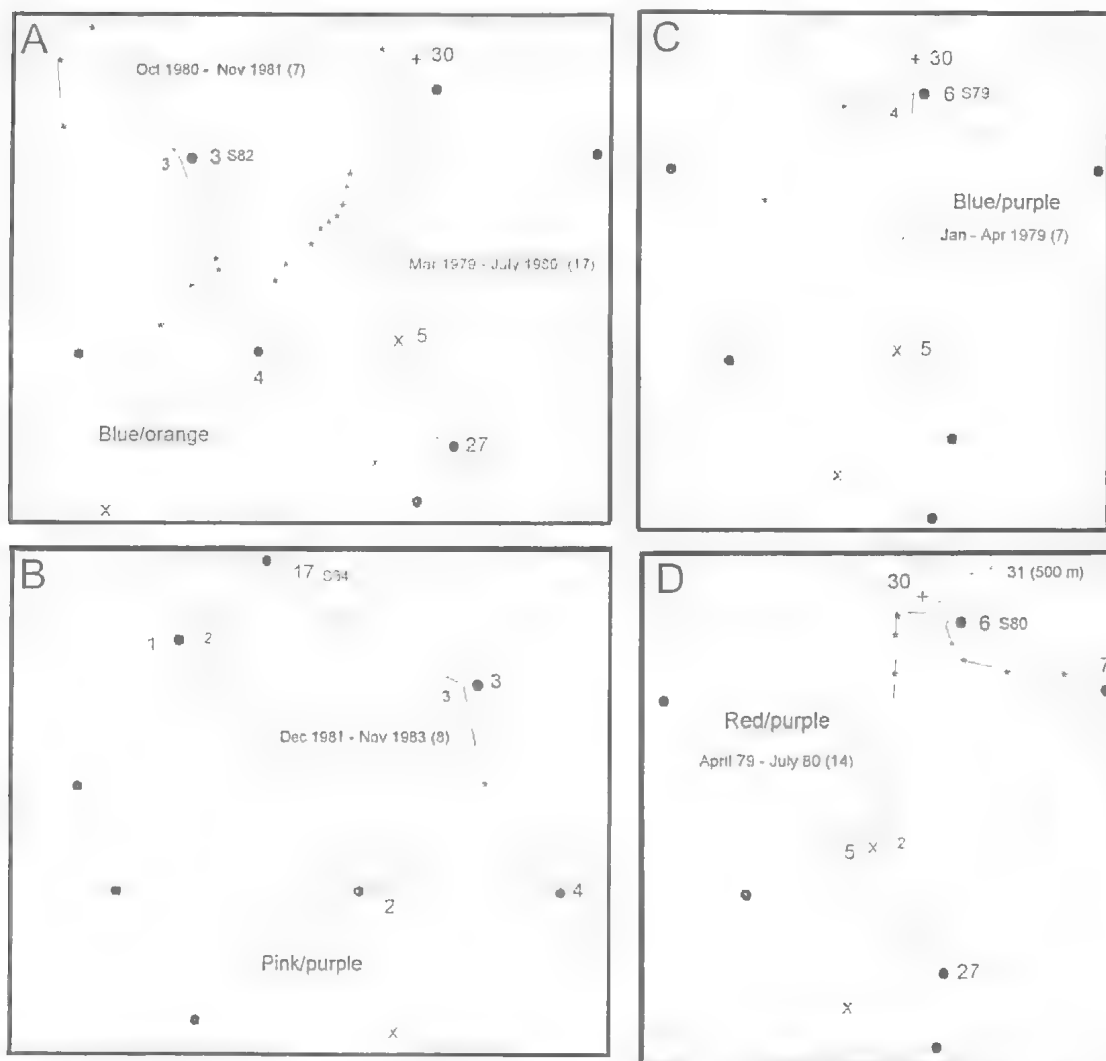 A
Oct 1980 - Nov 1981 (7)
+ 30
3 S82
3
Mar 1979 - July 1980 (17)
x 5
4
Blue/orange
27
x
C
+ 30
6 S79
4
Blue/purple
Jan - Apr 1979 (7)
x 5
x
B
17
1 2
3
3
Dec 1981 - Nov 1983 (8)
4
2
Pink/purple
x
D
31 (500 m)
30
+
6 S80
7
Red/purple
April 79 - July 80 (14)
5 x 2
27
x